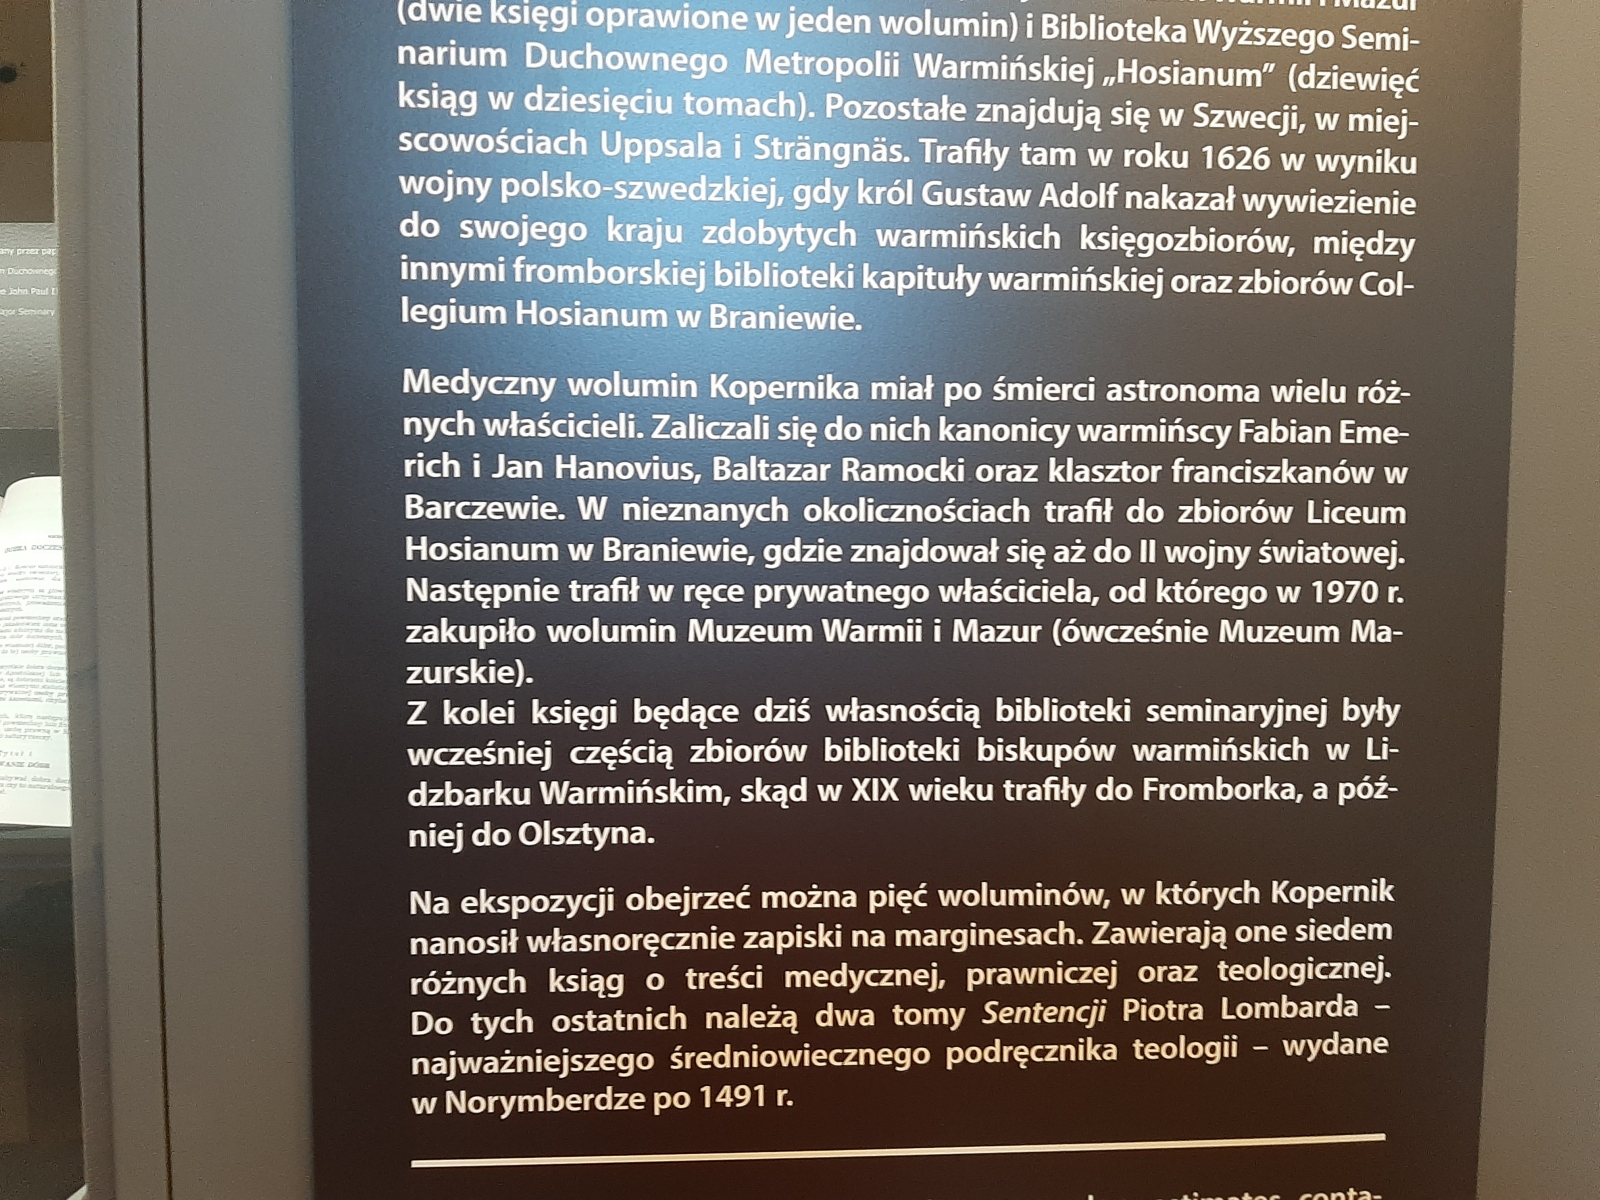 i Mazur
(dwie księgi oprawione w jeden wolumin) i Biblioteka Wyższego Semi-
narium Duchownego Metropolii Warmińskiej „Hosianum” (dziewięć
ksiąg w dziesięciu tomach). Pozostałe znajdują się w Szwecji, w miej-
scowościach Uppsala i Strängnäs. Trafiły tam w roku 1626 w wyniku
wojny polsko-szwedzkiej, gdy król Gustaw Adolf nakazał wywiezienie
do swojego kraju zdobytych warmińskich księgozbiorów, między
innymi fromborskiej biblioteki kapituły warmińskiej oraz zbiorów Col-
legium Hosianum w Braniewie.
Medyczny wolumin Kopernika miał po śmierci astronoma wielu róż-
nych właścicieli. Zaliczali się do nich kanonicy warmińscy Fabian Eme-
rich i Jan Hanovius, Baltazar Ramocki oraz klasztor franciszkanów w
Barczewie. W nieznanych okolicznościach trafił do zbiorów Liceum
Hosianum w Braniewie, gdzie znajdował się aż do II wojny światowej.
Następnie trafił w ręce prywatnego właściciela, od którego w 1970 r.
zakupiło wolumin Muzeum Warmii i Mazur (ówcześnie Muzeum Ma-
zurskie).
Z kolei księgi będące dziś własnością biblioteki seminaryjnej były
wcześniej częścią zbiorów biblioteki biskupów warmińskich w Li-
dzbarku Warmińskim, skąd w XIX wieku trafiły do Fromborka, a póź-
niej do Olsztyna.
Na ekspozycji obejrzeć można pięć woluminów, w których Kopernik
nanosił własnoręcznie zapiski na marginesach. Zawierają one siedem
różnych ksiąg o treści medycznej, prawniczej oraz teologicznej.
Do tych ostatnich należą dwa tomy Sentencji Piotra Lombarda –
najważniejszego średniowiecznego podręcznika teologii – wydane
w Norymberdze po 1491 r.
estimates, conta-
przez pap
Duchownego
John Paul I
Seminary